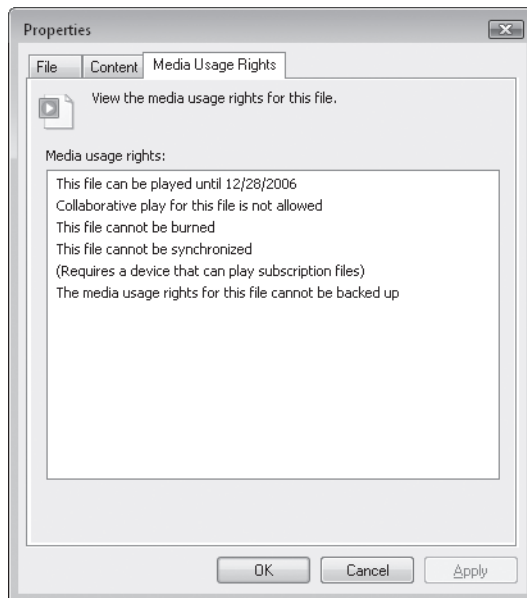 Properties
File Content Media Usage Rights
View the media usage rights for this file.
Media usage rights:
This file can be played until 12/28/2006
Collaborative play for this file is not allowed
This file cannot be burned
This file cannot be synchronized
(Requires a device that can play subscription files)
The media usage rights for this file cannot be backed up
OK Cancel Apply